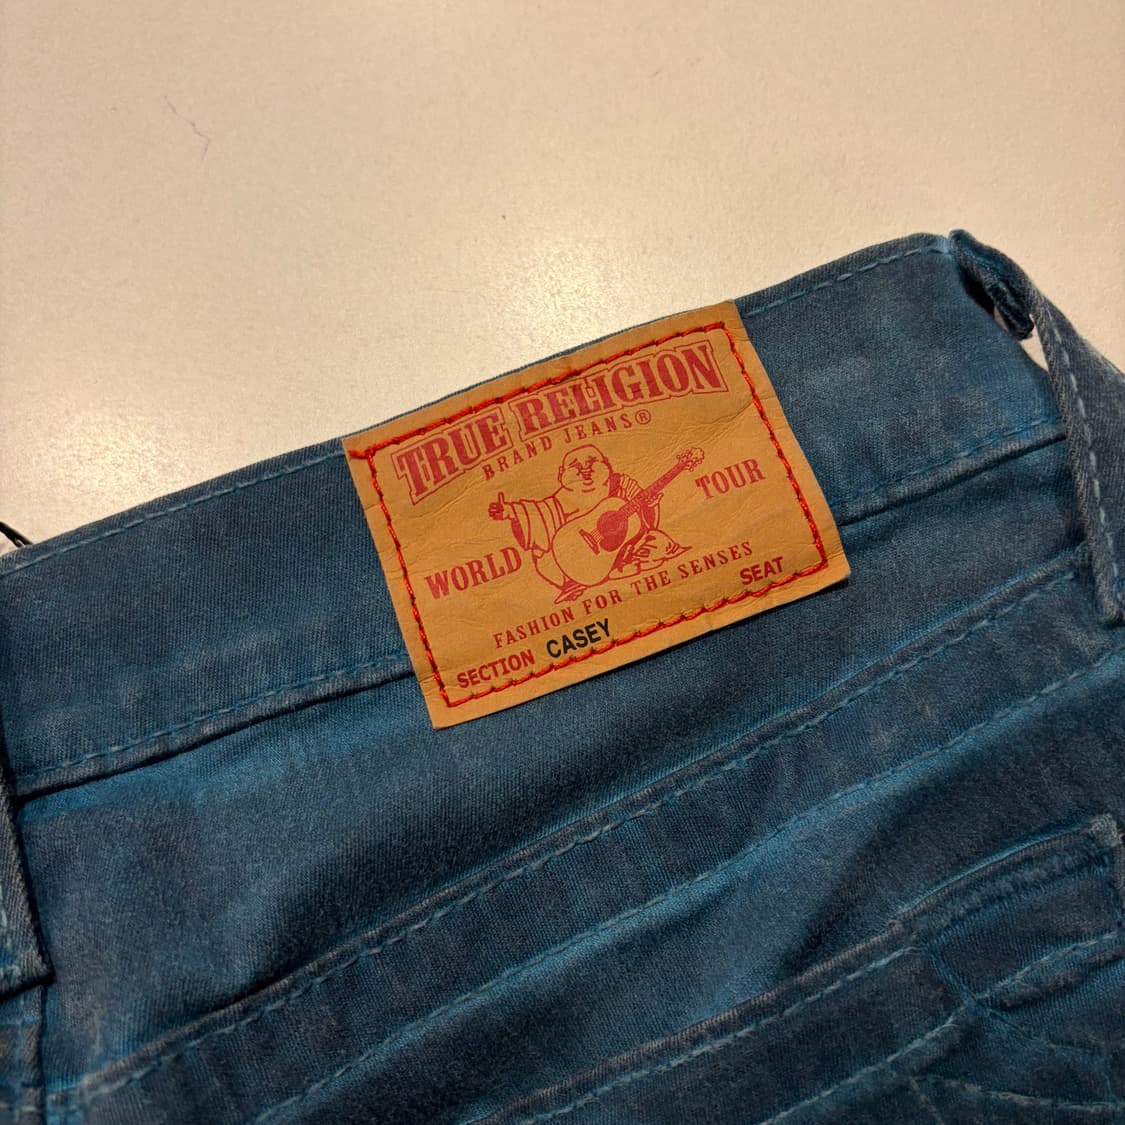 TRUE RELIGION
BRAND JEANS®
WORLD TOUR
FASHION FOR THE SENSES
SECTION CASEY SEAT